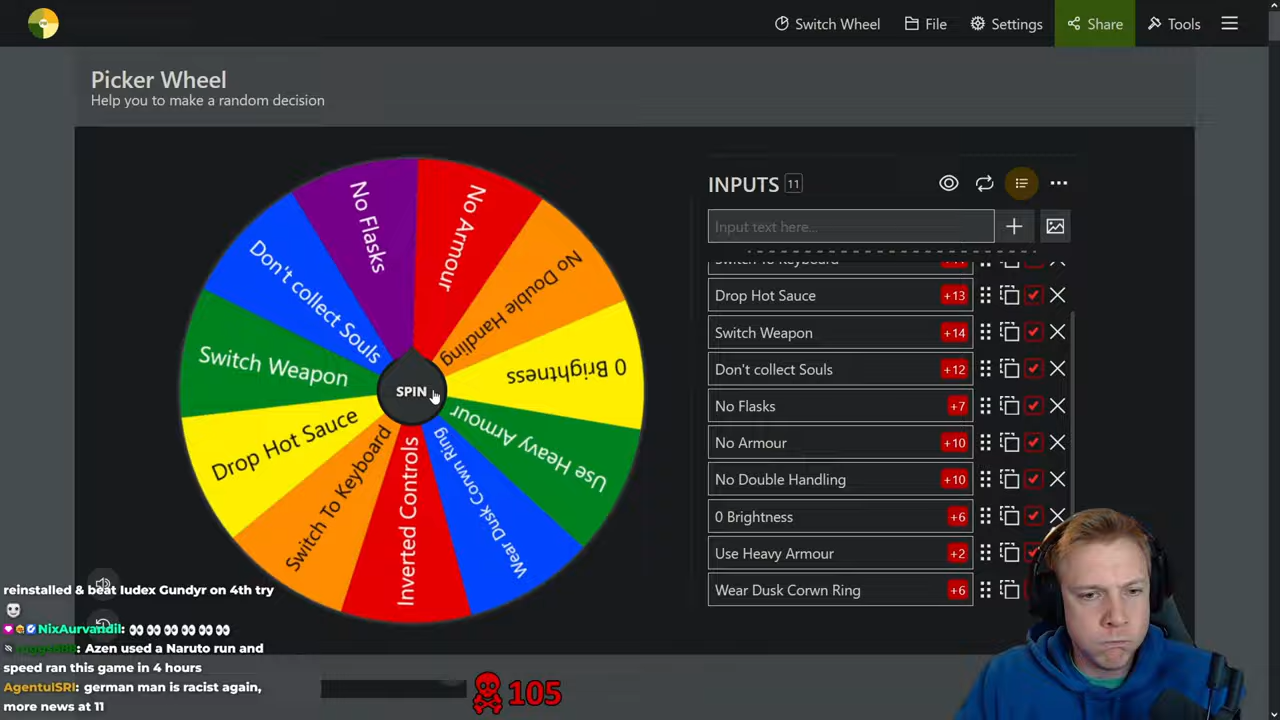 Switch Wheel
File
Settings
Share
Tools
Picker Wheel
Help you to make a random decision
No Flasks
No Armour
No Double Handling
0 Brightness
Use Heavy Armour
Wear Dusk Corwn Ring
Inverted Controls
Switch To Keyboard
Drop Hot Sauce
Switch Weapon
Don't collect Souls
SPIN
INPUTS 11
Input text here...
Switch To Keyboard
Drop Hot Sauce +13
Switch Weapon +14
Don't collect Souls +12
No Flasks +7
No Armour +10
No Double Handling +10
0 Brightness +6
Use Heavy Armour +2
Wear Dusk Corwn Ring +6
reinstalled & beat Iudex Gundyr on 4th try
NixAurvandil:
Azen used a Naruto run and
speed ran this game in 4 hours
AgentulSRI: german man is racist again,
more news at 11
105